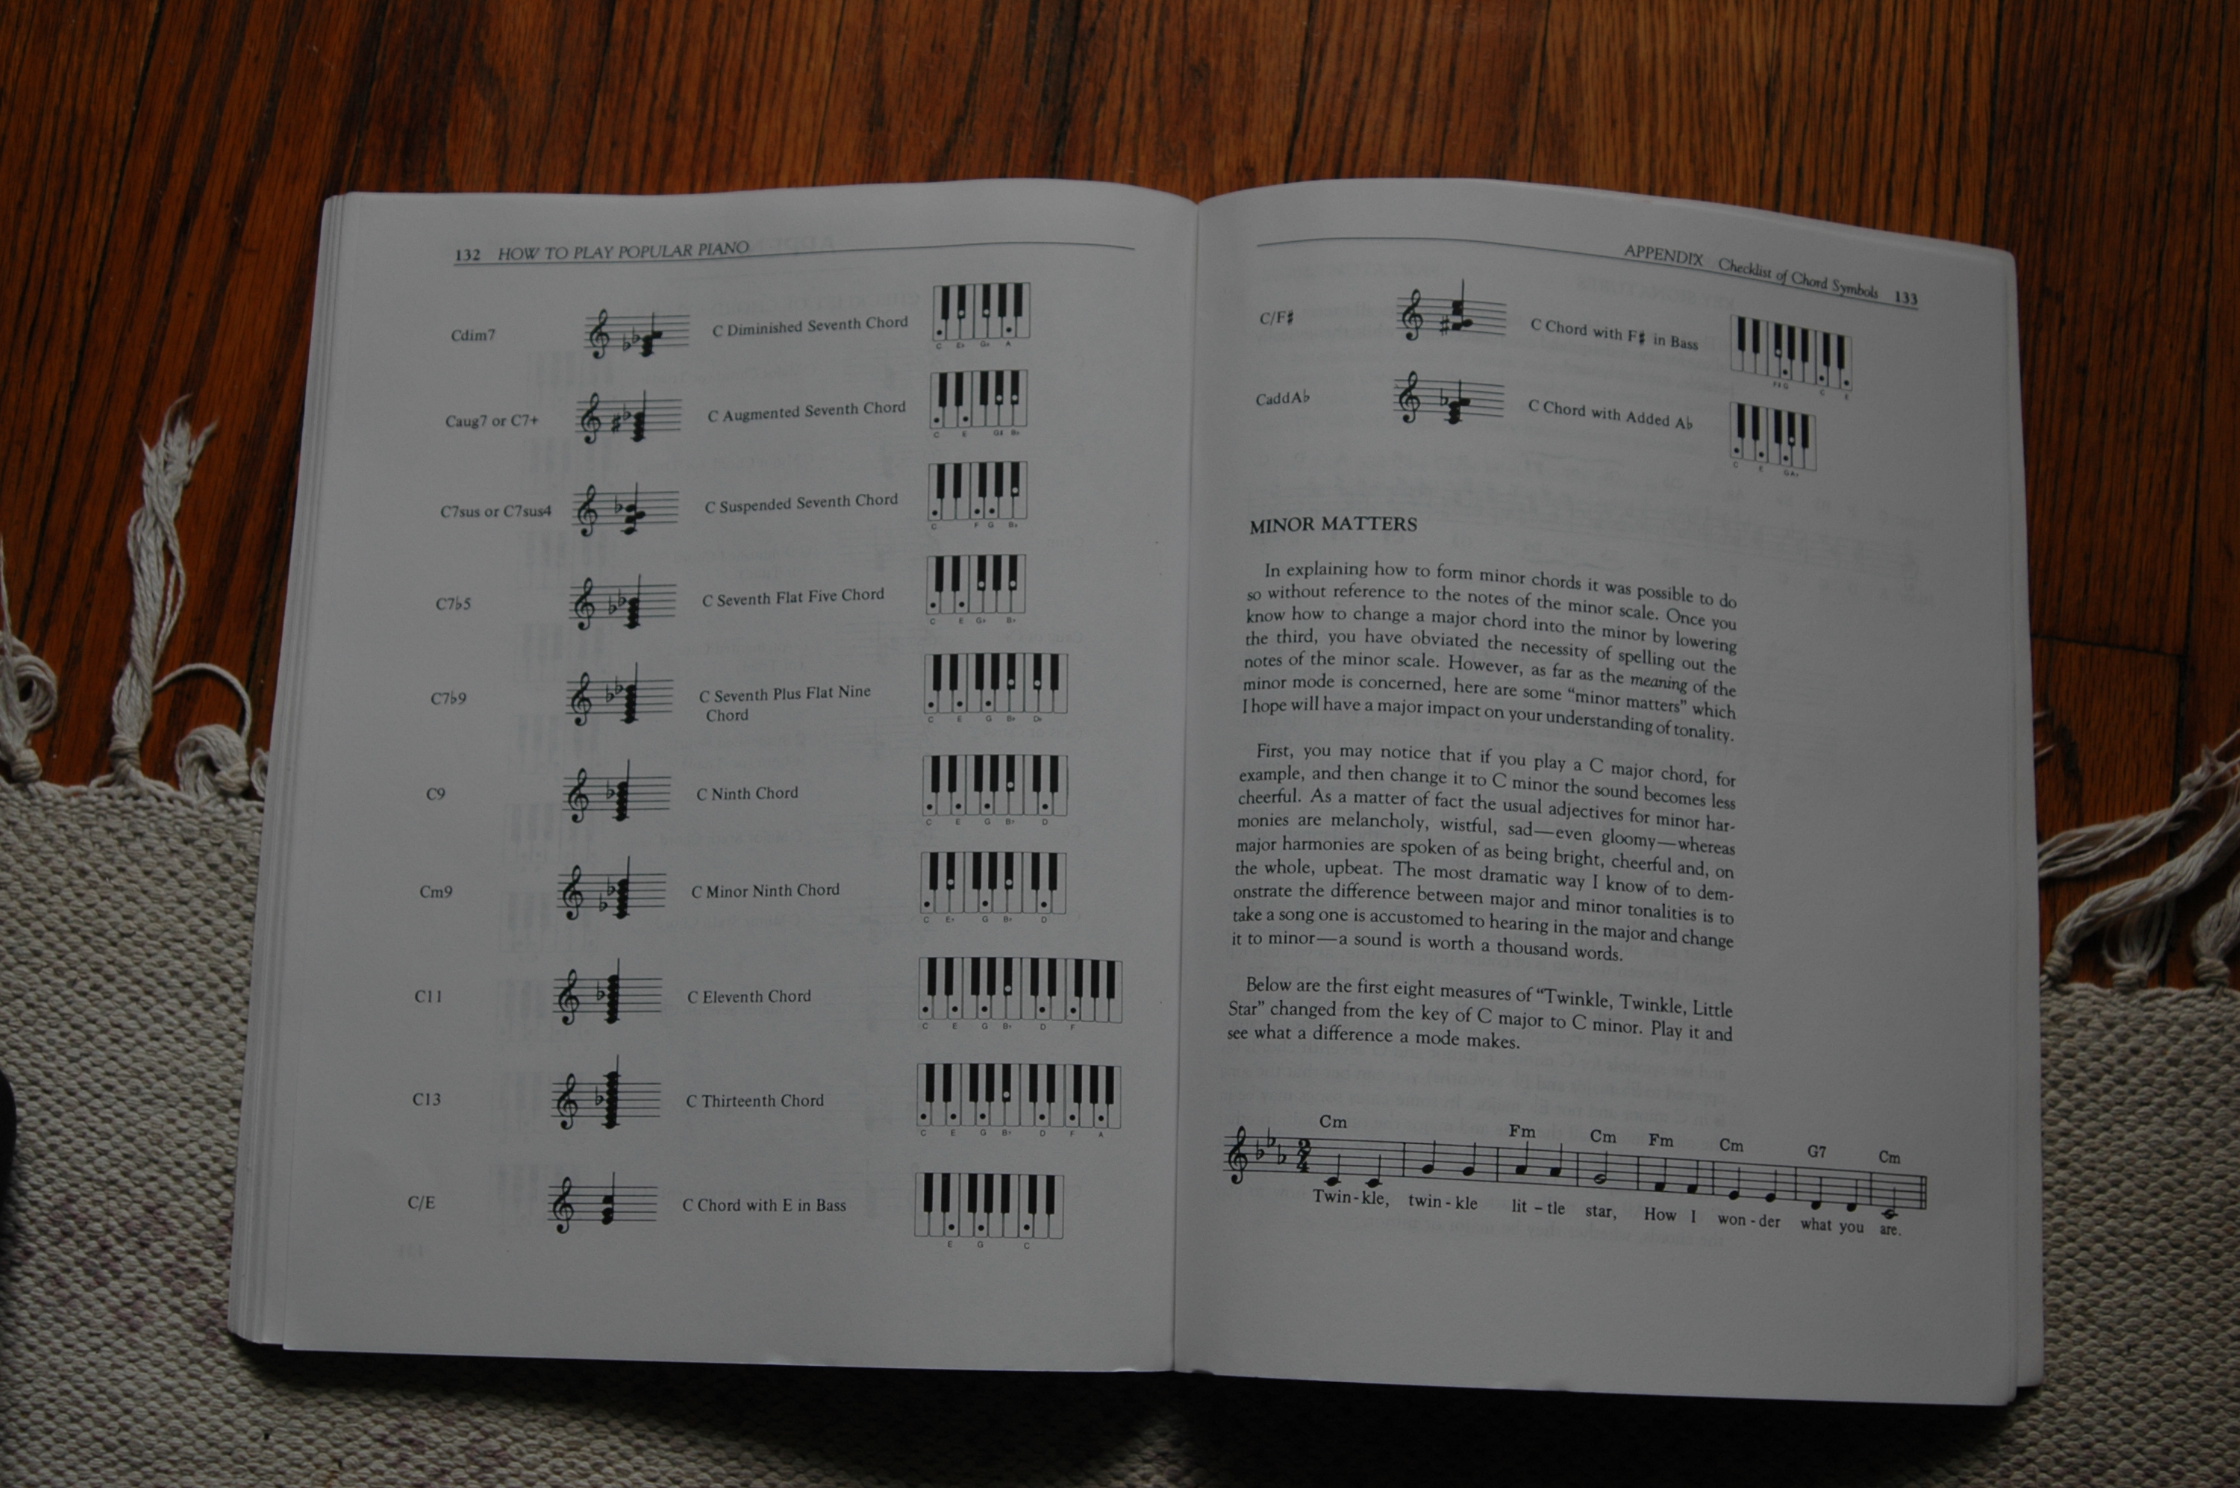 132 HOW TO PLAY POPULAR PIANO
Cdim7 C Diminished Seventh Chord
C E♭ G♭ A
Caug7 or C7+ C Augmented Seventh Chord
C E G♯ B♭
C7sus or C7sus4 C Suspended Seventh Chord
C F G B♭
C7♭5 C Seventh Flat Five Chord
C E G♭ B♭
C7♭9 C Seventh Plus Flat Nine
Chord
C E G B♭ D♭
C9 C Ninth Chord
C E G B♭ D
Cm9 C Minor Ninth Chord
C E♭ G B♭ D
C11 C Eleventh Chord
C E G B♭ D F
C13 C Thirteenth Chord
C E G B♭ D F A
C/E C Chord with E in Bass
E G C
APPENDIX Checklist of Chord Symbols 133
C/F♯ C Chord with F♯ in Bass
F♯ G C E
CaddA♭ C Chord with Added A♭
C E G A♭
MINOR MATTERS
In explaining how to form minor chords it was possible to do
so without reference to the notes of the minor scale. Once you
know how to change a major chord into the minor by lowering
the third, you have obviated the necessity of spelling out the
notes of the minor scale. However, as far as the meaning of the
minor mode is concerned, here are some “minor matters” which
I hope will have a major impact on your understanding of tonality.
First, you may notice that if you play a C major chord, for
example, and then change it to C minor the sound becomes less
cheerful. As a matter of fact the usual adjectives for minor har-
monies are melancholy, wistful, sad—even gloomy—whereas
major harmonies are spoken of as being bright, cheerful and, on
the whole, upbeat. The most dramatic way I know of to dem-
onstrate the difference between major and minor tonalities is to
take a song one is accustomed to hearing in the major and change
it to minor—a sound is worth a thousand words.
Below are the first eight measures of “Twinkle, Twinkle, Little
Star” changed from the key of C major to C minor. Play it and
see what a difference a mode makes.
Cm Fm Cm Fm Cm G7 Cm
2
4
Twin-kle, twin-kle lit-tle star, How I won-der what you are.